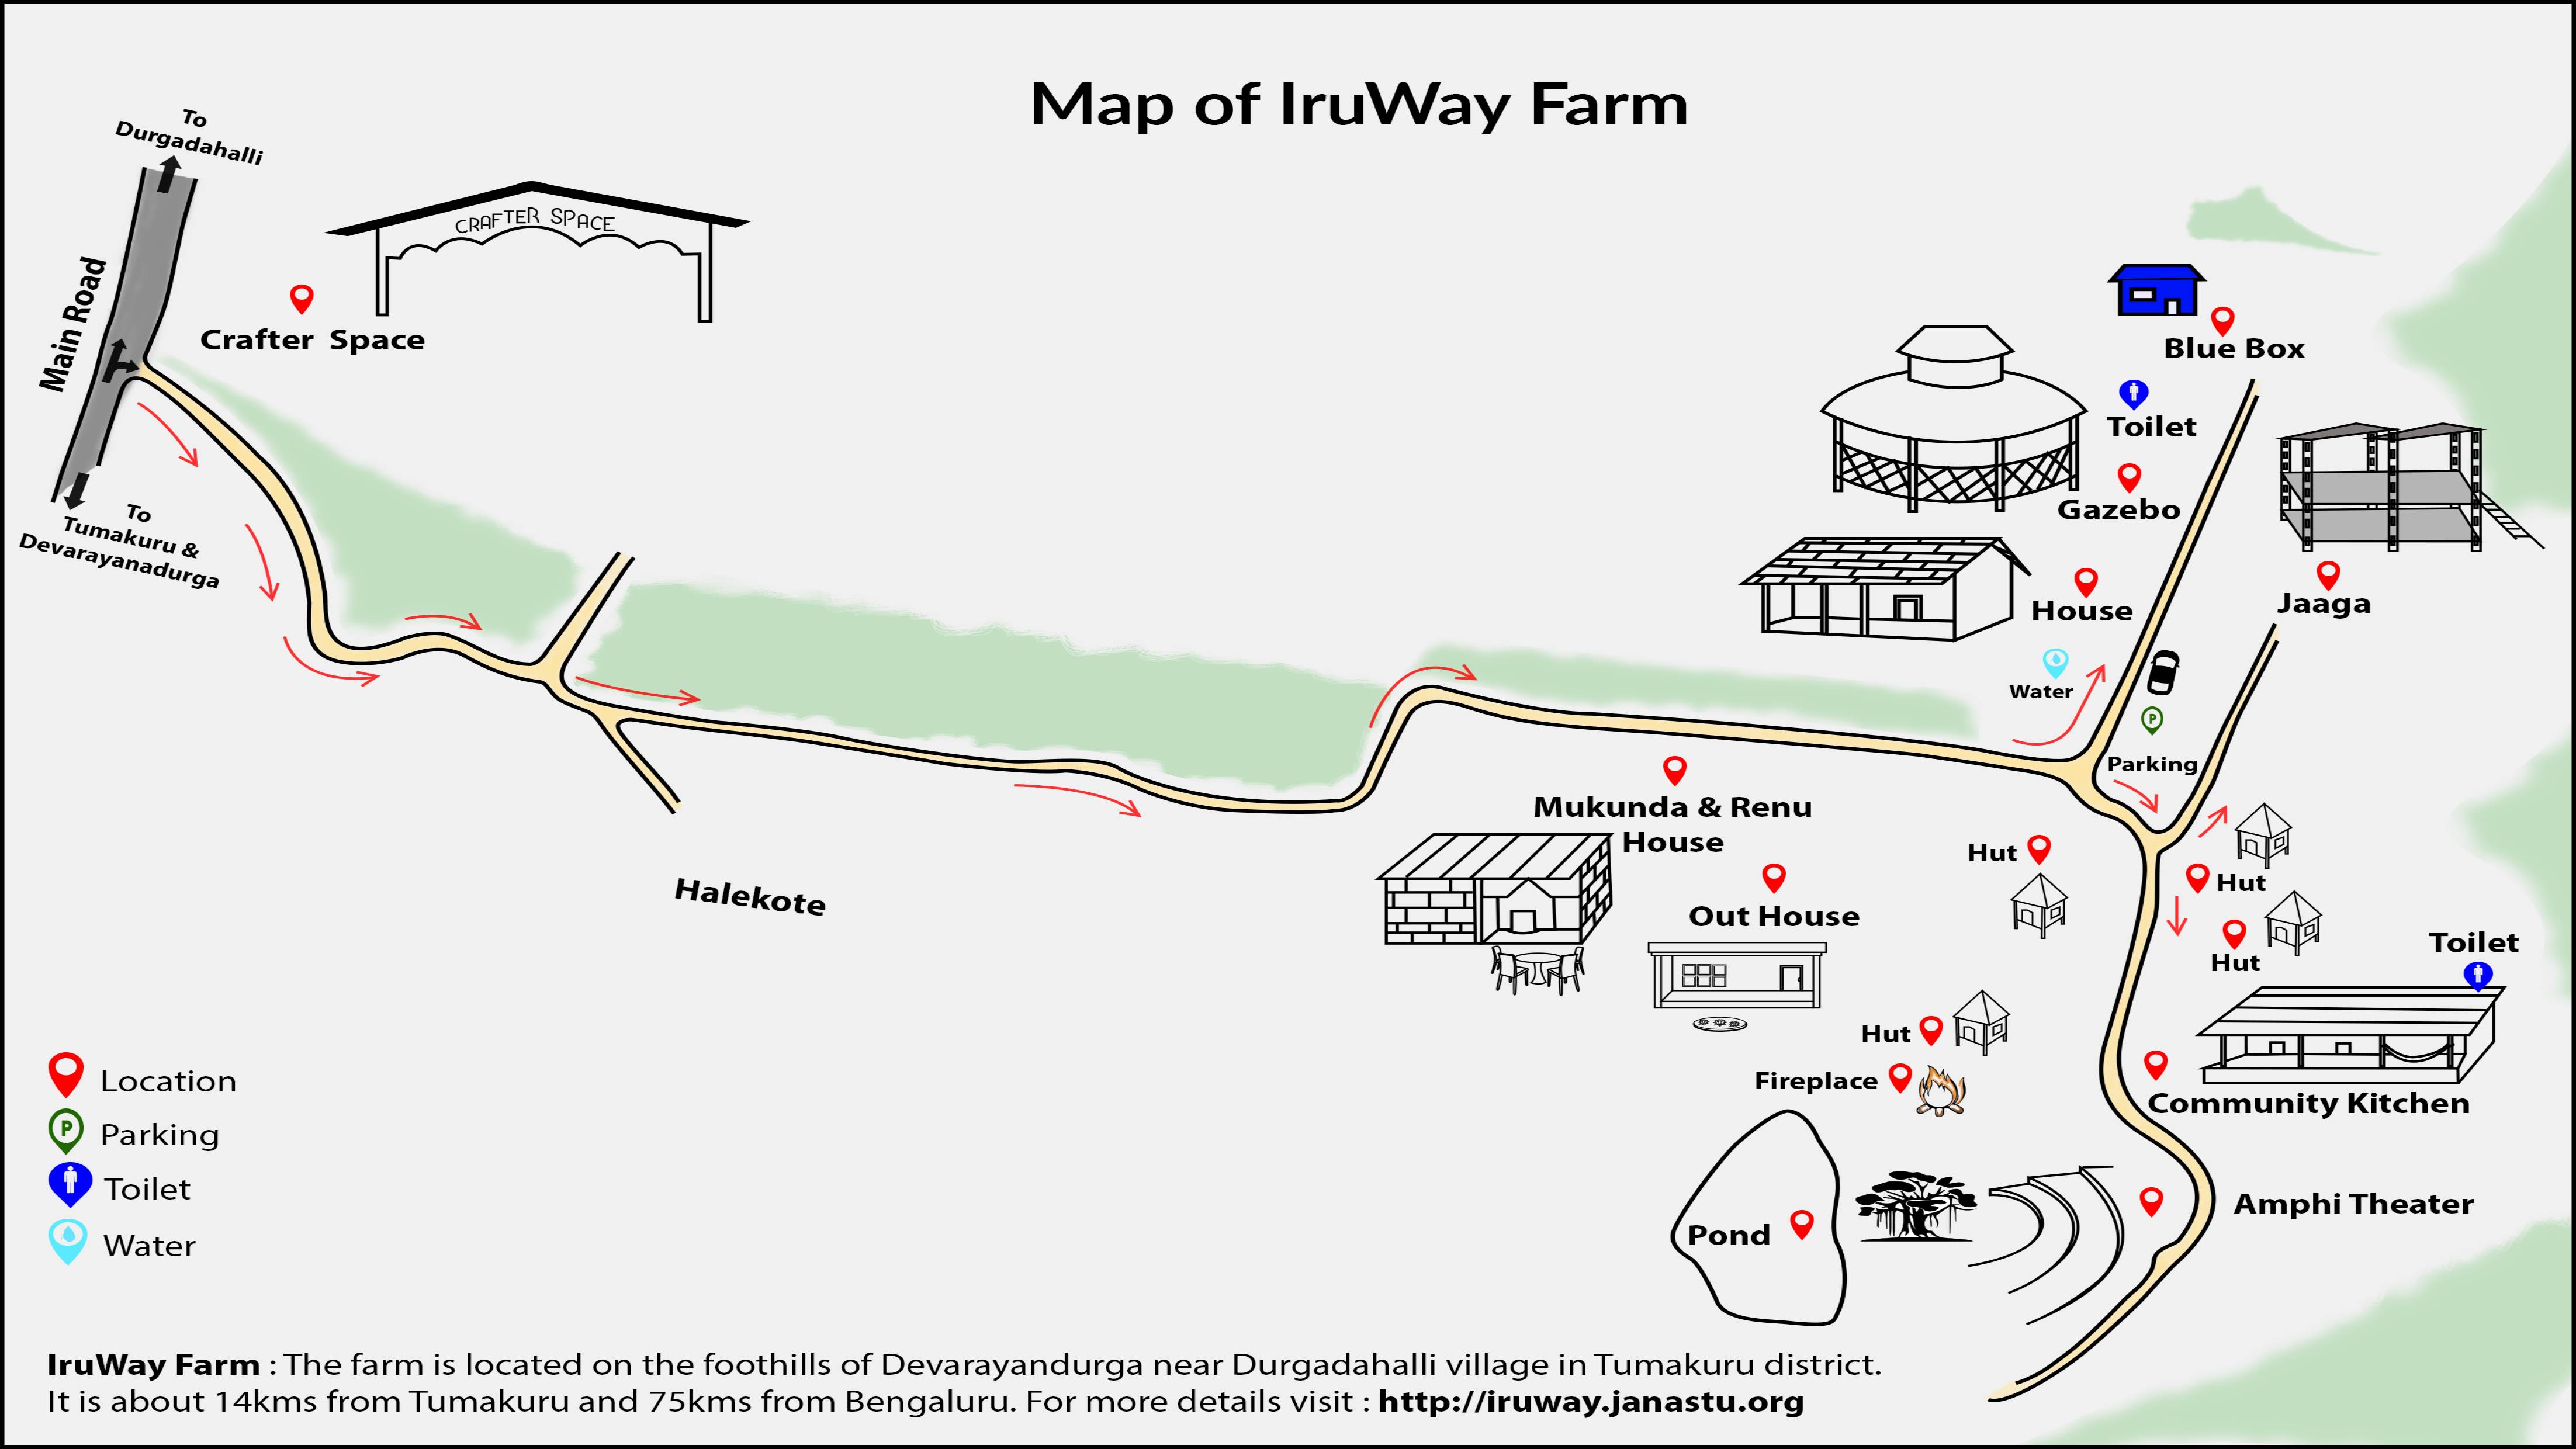 Map of IruWay Farm
To
Durgadahalli
CRAFTER SPACE
Main Road
Crafter Space
To
Tumakuru &
Devarayanadurga
Halekote
Blue Box
Toilet
Gazebo
House
Jaaga
Water
P
Parking
Mukunda & Renu
House
Out House
Hut
Hut
Hut
Toilet
Hut
Fireplace
Community Kitchen
Pond
Amphi Theater
Location
P Parking
Toilet
Water
IruWay Farm : The farm is located on the foothills of Devarayandurga near Durgadahalli village in Tumakuru district.
It is about 14kms from Tumakuru and 75kms from Bengaluru. For more details visit : http://iruway.janastu.org